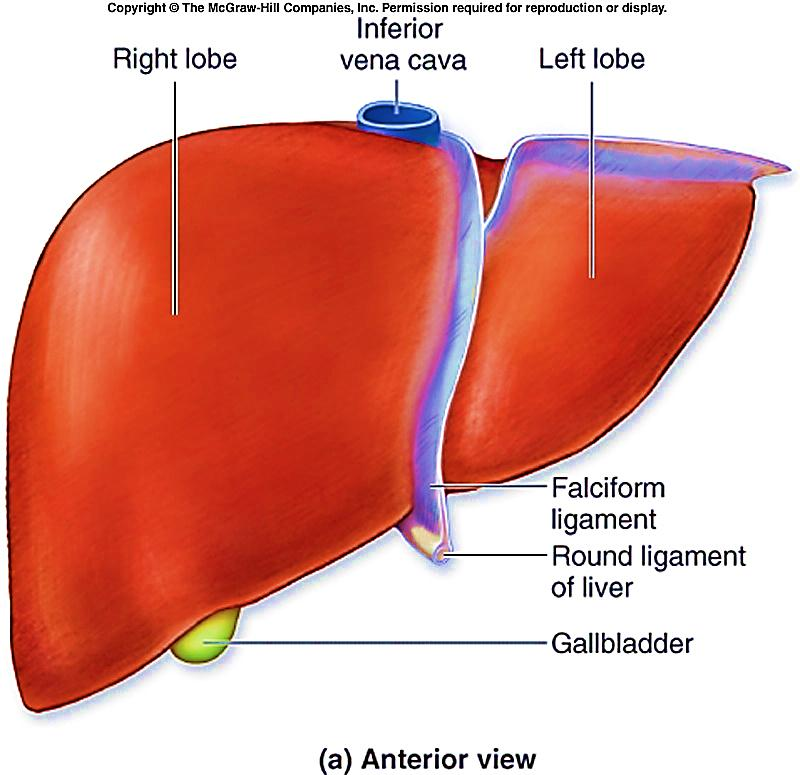 Copyright © The McGraw-Hill Companies, Inc. Permission required for reproduction or display.
Right lobe
Inferior
vena cava
Left lobe
Falciform
ligament
Round ligament
of liver
Gallbladder
(a) Anterior view